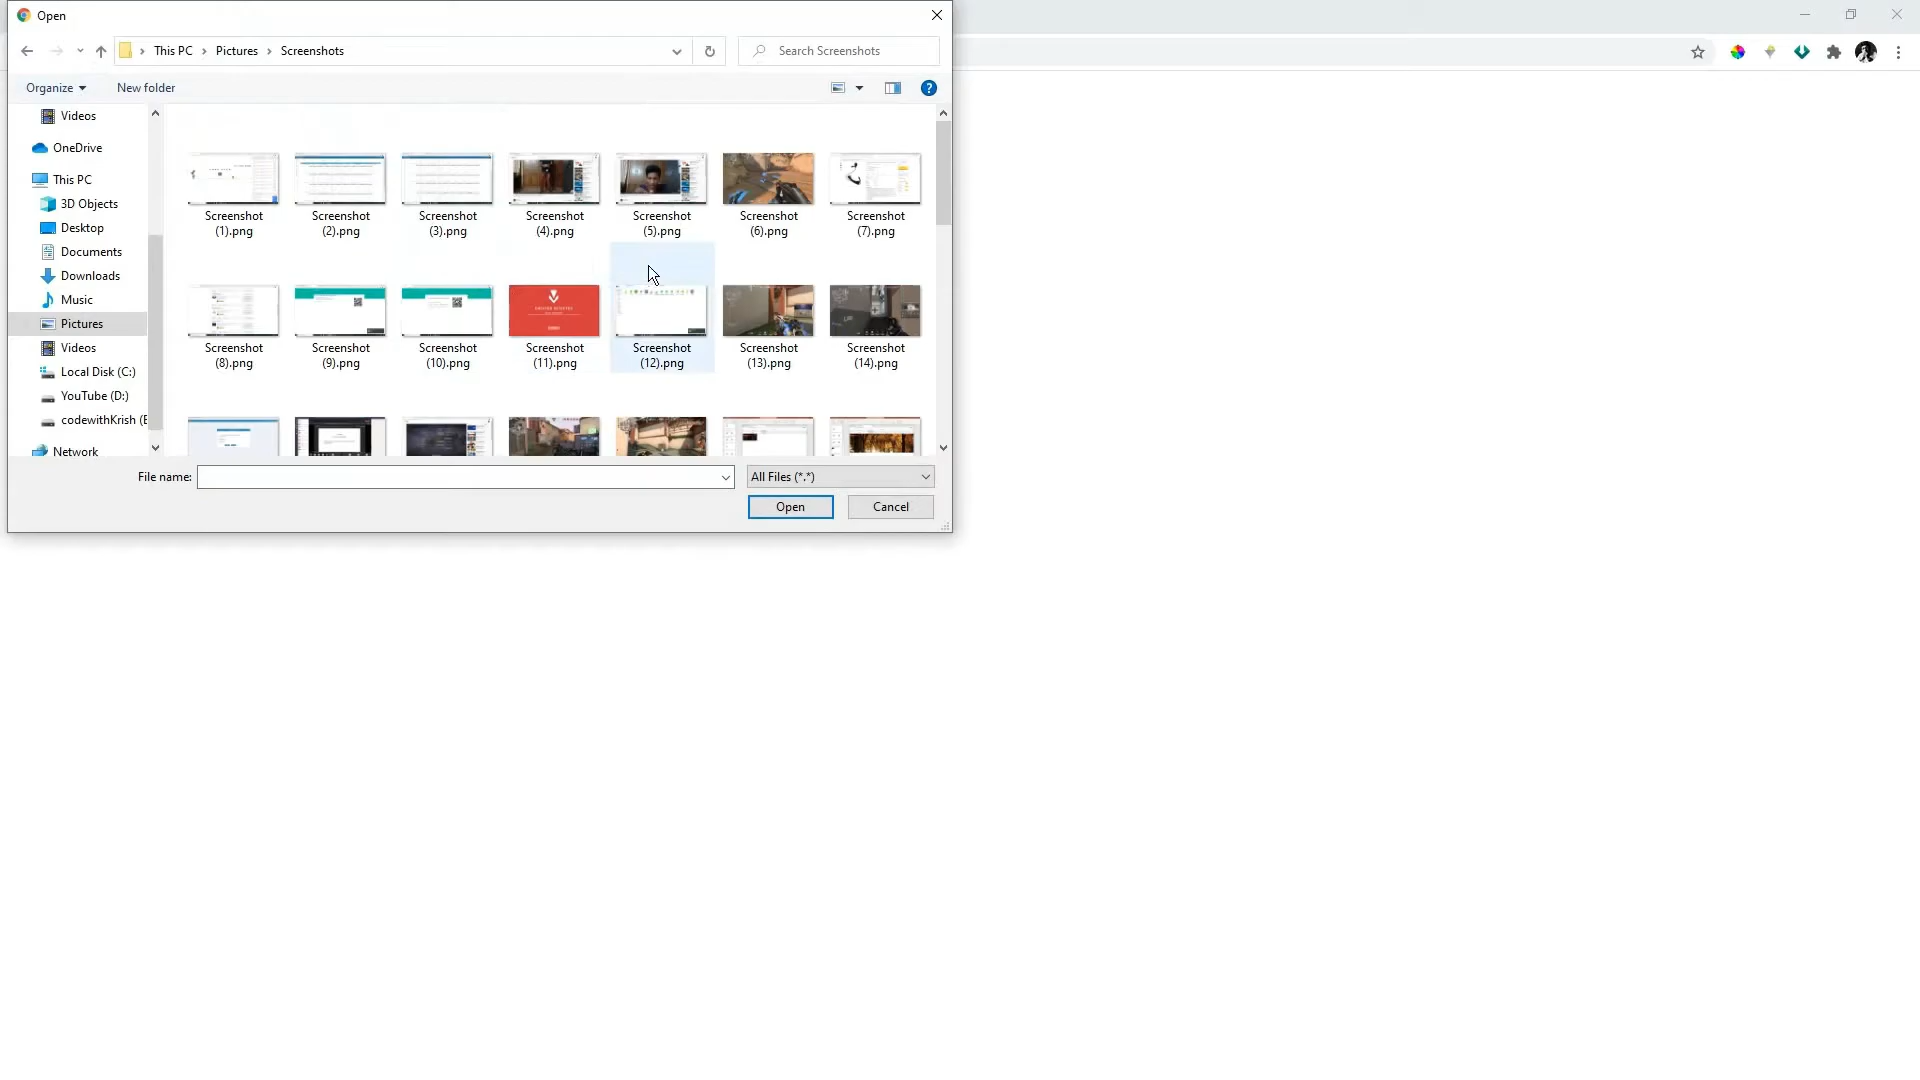 Open
This PC
Pictures
Screenshots
Search Screenshots
Organize
New folder
Videos
OneDrive
This PC
3D Objects
Desktop
Documents
Downloads
Music
Pictures
Videos
Local Disk (C:)
YouTube (D:)
codewithKrish (E
Network
Screenshot
(1).png
Screenshot
(2).png
Screenshot
(3).png
Screenshot
(4).png
Screenshot
(5).png
Screenshot
(6).png
Screenshot
(7).png
Screenshot
(8).png
Screenshot
(9).png
Screenshot
(10).png
Screenshot
(11).png
Screenshot
(12).png
Screenshot
(13).png
Screenshot
(14).png
File name:
All Files (*.*)
Open
Cancel